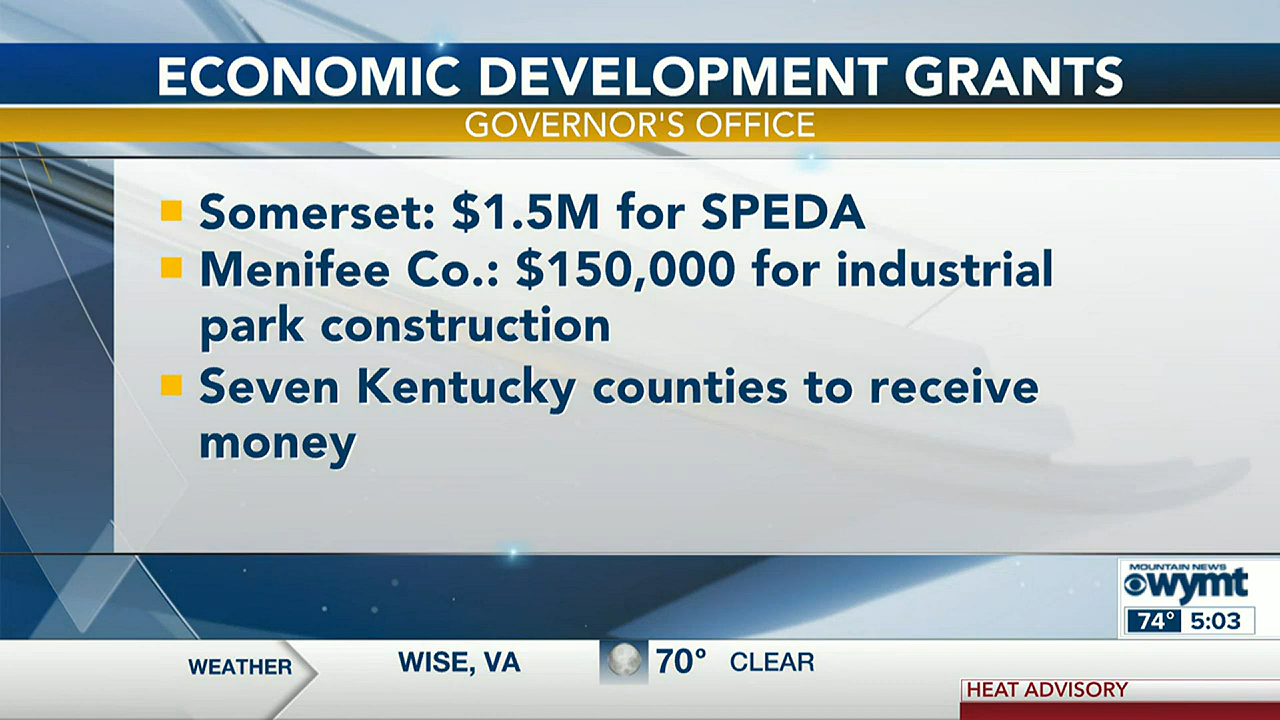 ECONOMIC DEVELOPMENT GRANTS
GOVERNOR'S OFFICE
Somerset: $1.5M for SPEDA
Menifee Co.: $150,000 for industrial
park construction
Seven Kentucky counties to receive
money
MOUNTAIN NEWS
wymt
74° 5:03
WEATHER WISE, VA 70° CLEAR
HEAT ADVISORY